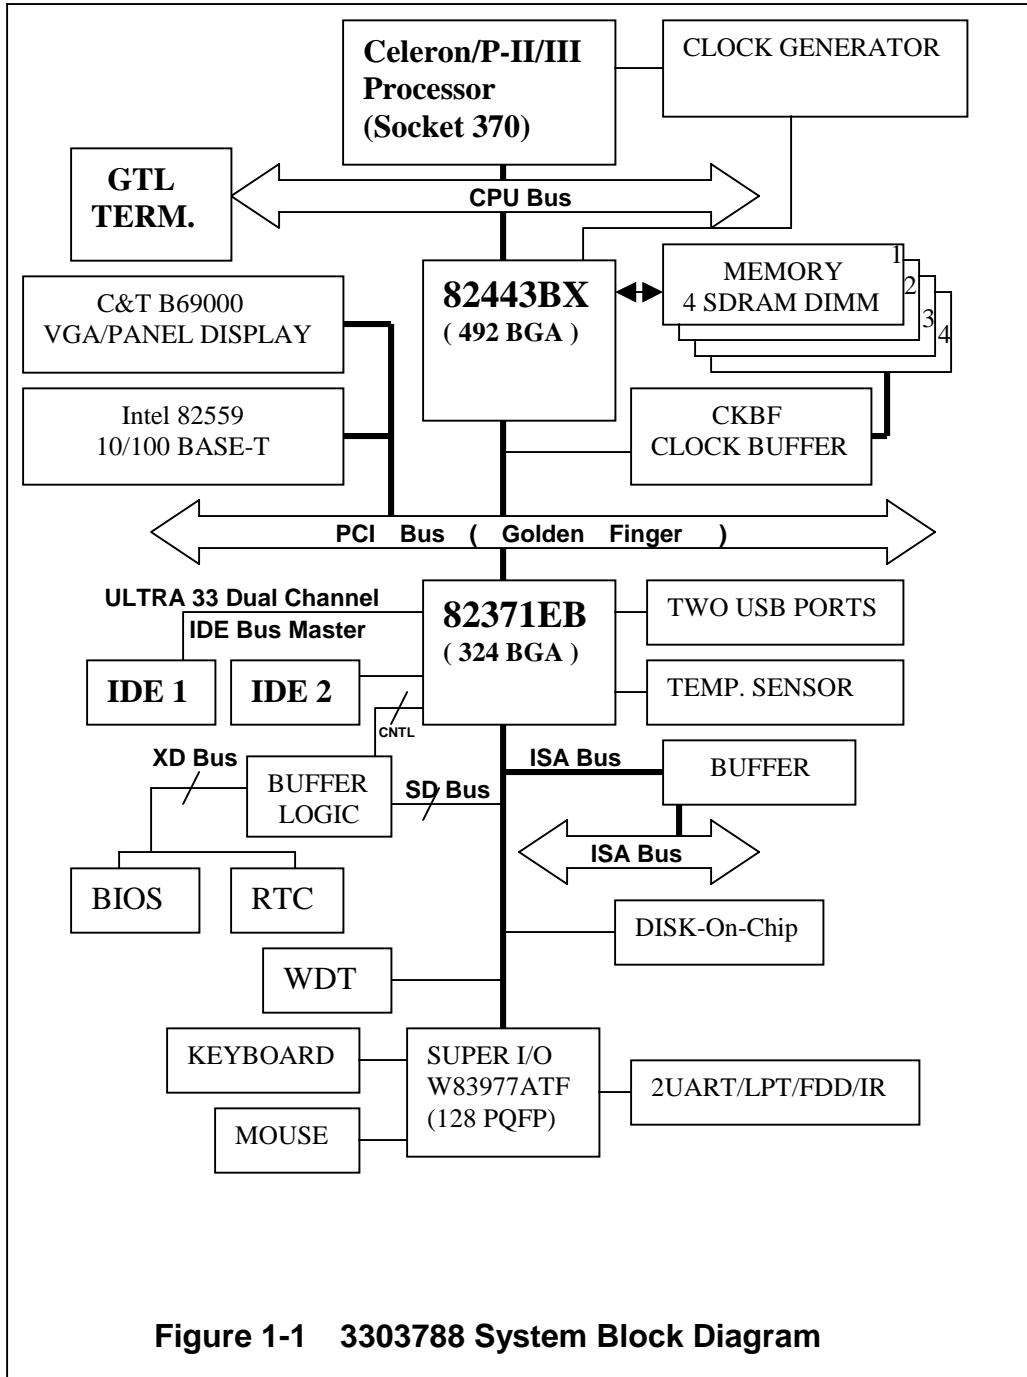 Celeron/P-II/III
Processor
(Socket 370)
CLOCK GENERATOR
GTL
TERM.
CPU Bus
C&T B69000
VGA/PANEL DISPLAY
82443BX
( 492 BGA )
MEMORY
4 SDRAM DIMM
1
2
3
4
Intel 82559
10/100 BASE-T
CKBF
CLOCK BUFFER
PCI Bus ( Golden Finger )
ULTRA 33 Dual Channel
IDE Bus Master
82371EB
( 324 BGA )
TWO USB PORTS
IDE 1
IDE 2
TEMP. SENSOR
CNTL
XD Bus
BUFFER
LOGIC
SD Bus
ISA Bus
BUFFER
ISA Bus
BIOS
RTC
DISK-On-Chip
WDT
KEYBOARD
SUPER I/O
W83977ATF
(128 PQFP)
2UART/LPT/FDD/IR
MOUSE
Figure 1-1 3303788 System Block Diagram